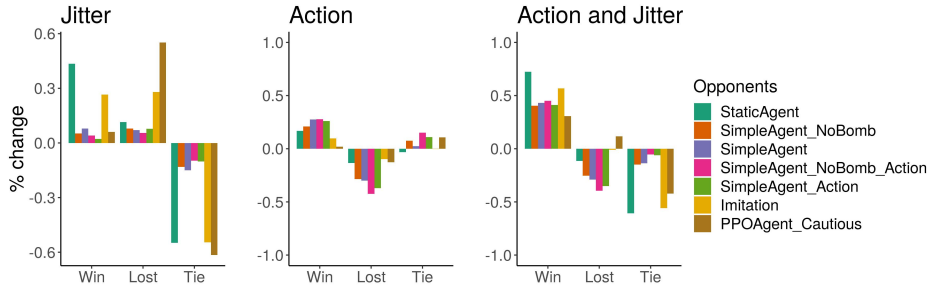 Jitter
Action
Action and Jitter
% change
0.6
0.3
0.0
-0.3
-0.6
Win Lost Tie
1.0
0.5
0.0
-0.5
-1.0
Win Lost Tie
1.0
0.5
0.0
-0.5
-1.0
Win Lost Tie
Opponents
StaticAgent
SimpleAgent_NoBomb
SimpleAgent
SimpleAgent_NoBomb_Action
SimpleAgent_Action
Imitation
PPOAgent_Cautious